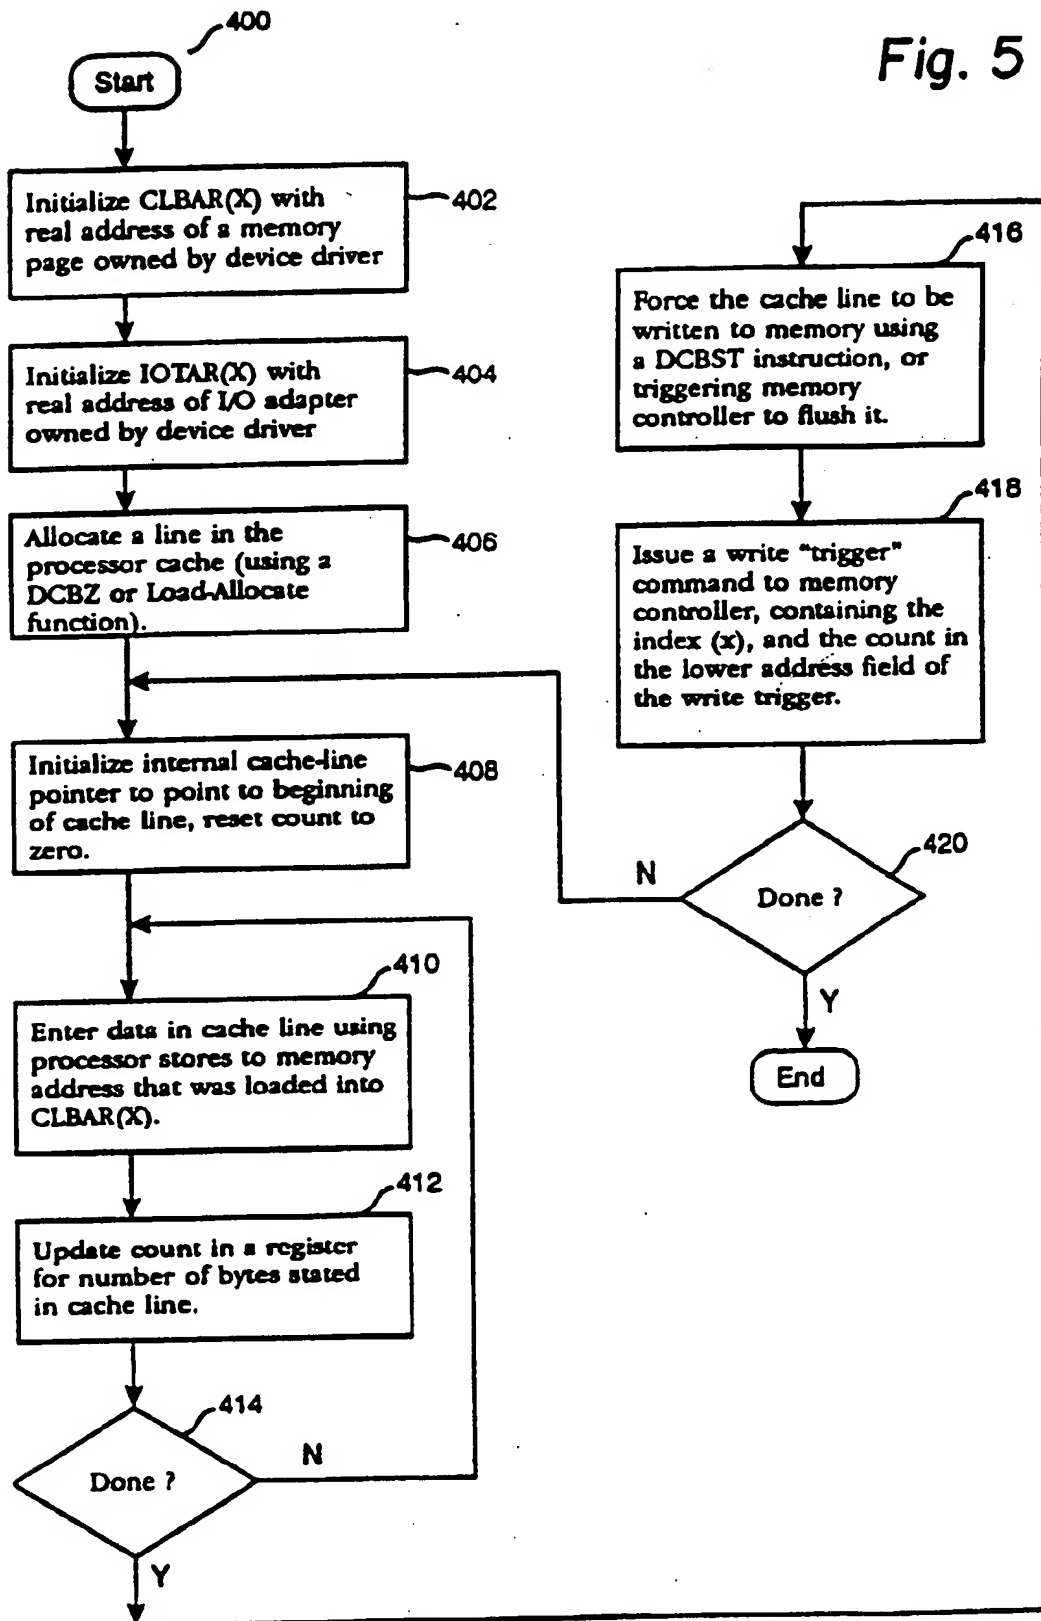 400
Fig. 5
Start
Initialize CLBAR(X) with
real address of a memory
page owned by device driver
402
Initialize IOTAR(X) with
real address of I/O adapter
owned by device driver
404
Allocate a line in the
processor cache (using a
DCBZ or Load-Allocate
function).
406
Initialize internal cache-line
pointer to point to beginning
of cache line, reset count to
zero.
408
410
Enter data in cache line using
processor stores to memory
address that was loaded into
CLBAR(X).
412
Update count in a register
for number of bytes stated
in cache line.
414
Done ?
N
Y
416
Force the cache line to be
written to memory using
a DCBST instruction, or
triggering memory
controller to flush it.
418
Issue a write "trigger"
command to memory
controller, containing the
index (x), and the count in
the lower address field of
the write trigger.
420
Done ?
N
Y
End